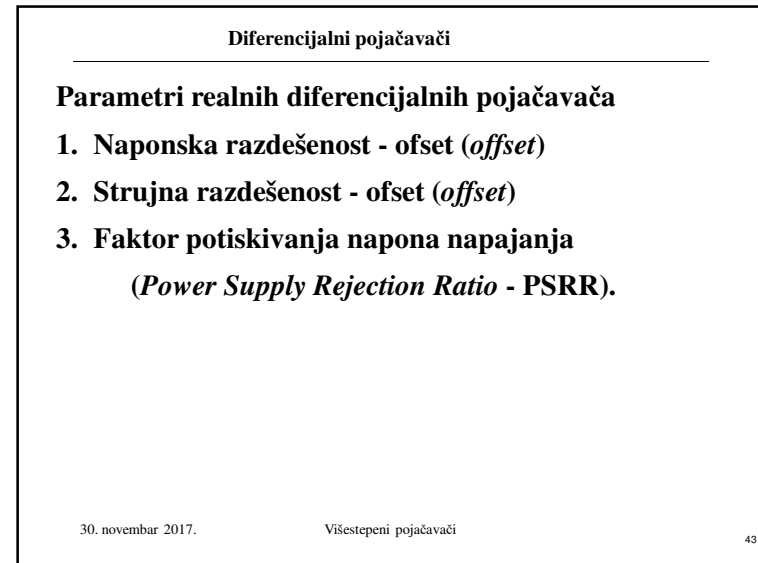 Diferencijalni pojačavači
Parametri realnih diferencijalnih pojačavača
1. Naponska razdešenost - ofset (offset)
2. Strujna razdešenost - ofset (offset)
3. Faktor potiskivanja napona napajanja
(Power Supply Rejection Ratio - PSRR).
30. novembar 2017.
Višestepeni pojačavači
43